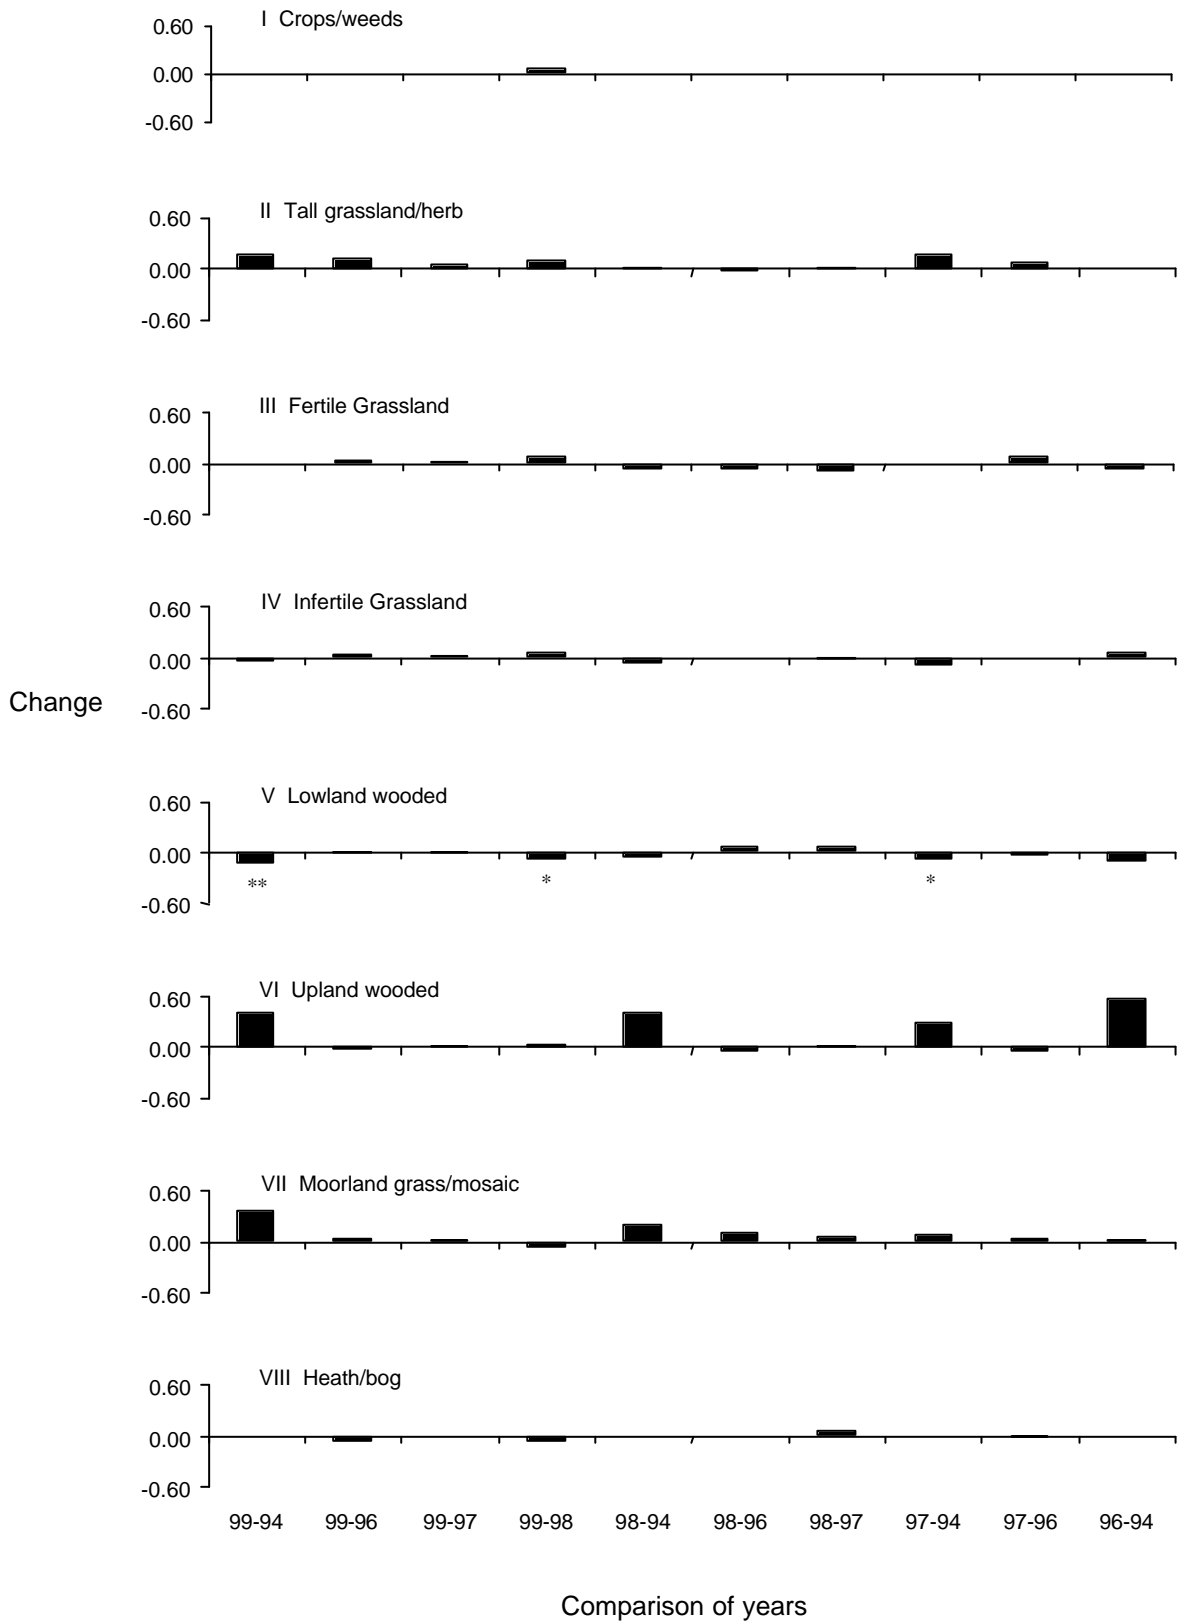 I Crops/weeds
0.60
0.00
-0.60
II Tall grassland/herb
0.60
0.00
-0.60
III Fertile Grassland
0.60
0.00
-0.60
IV Infertile Grassland
0.60
0.00
Change
-0.60
V Lowland wooded
0.60
0.00
** * *
-0.60
VI Upland wooded
0.60
0.00
-0.60
VII Moorland grass/mosaic
0.60
0.00
-0.60
VIII Heath/bog
0.60
0.00
-0.60
99-94 99-96 99-97 99-98 98-94 98-96 98-97 97-94 97-96 96-94
Comparison of years